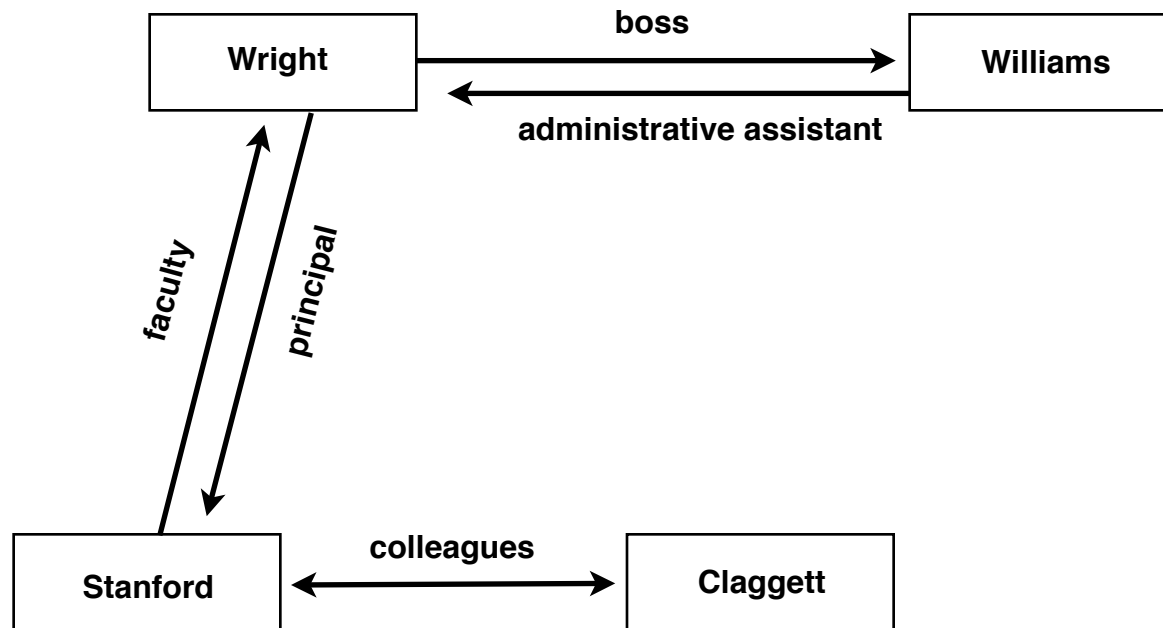 boss
Wright
Williams
administrative assistant
faculty
principal
colleagues
Stanford
Claggett